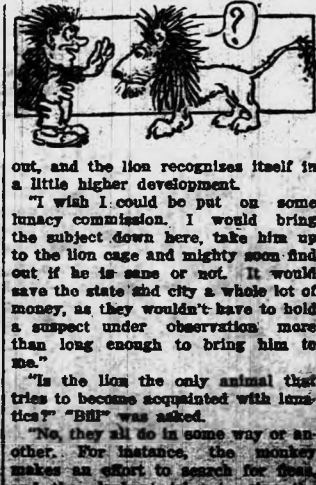 ?
out, and the lion recognizes itself in
a little higher development.
"I wish I could be put on some
lunacy commission. I would bring
the subject down here, take him up
to the lion cage and mighty soon find
out if he is sane or not. It would
save the state and city a whole lot of
money, as they wouldn't have to hold
a suspect under observation more
than long enough to bring him to
me."
"Is the lion the only animal that
tries to become acquainted with luna-
tics?" "Bill" was asked.
"No, they all do in some way or an-
other. For instance, the monkey
makes an effort to search for fleas,